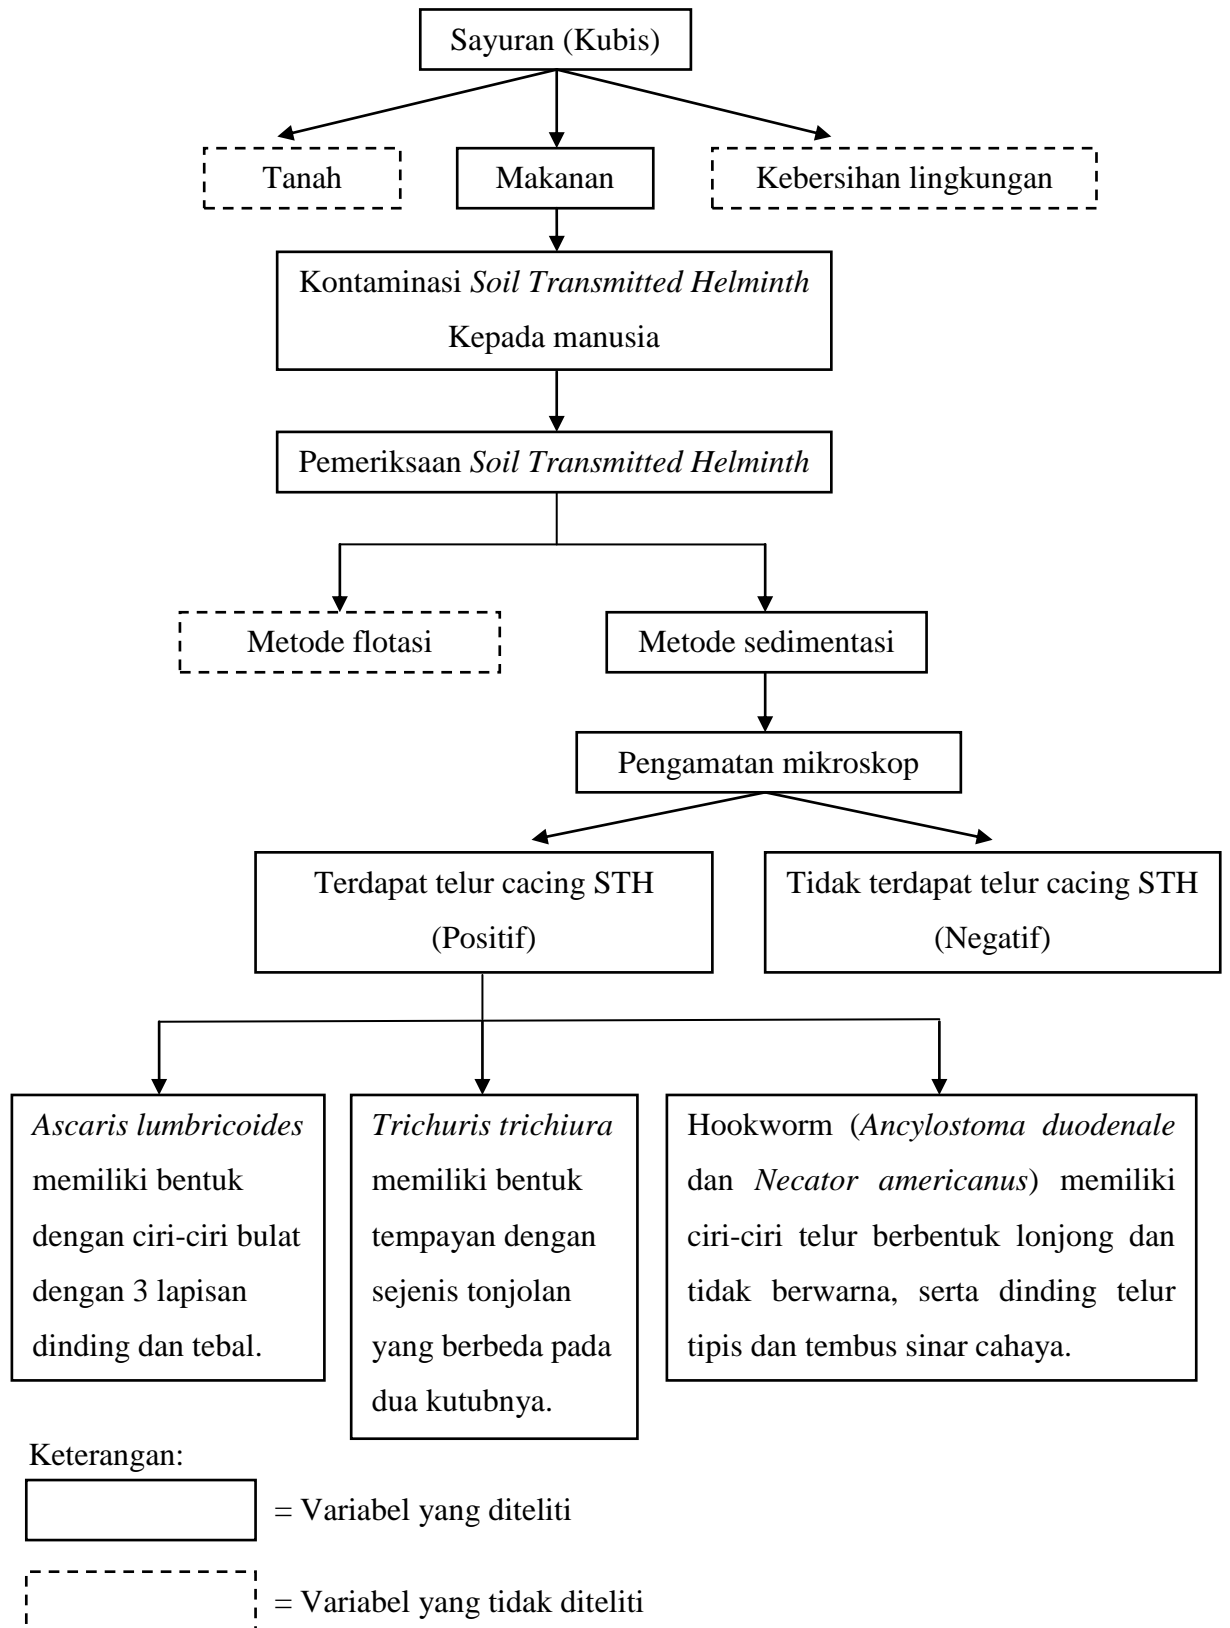 Sayuran (Kubis)
Tanah
Makanan
Kebersihan lingkungan
Kontaminasi Soil Transmitted Helminth
Kepada manusia
Pemeriksaan Soil Transmitted Helminth
Metode flotasi
Metode sedimentasi
Pengamatan mikroskop
Terdapat telur cacing STH
(Positif)
Tidak terdapat telur cacing STH
(Negatif)
Ascaris lumbricoides
memiliki bentuk
dengan ciri-ciri bulat
dengan 3 lapisan
dinding dan tebal.
Trichuris trichiura
memiliki bentuk
tempayan dengan
sejenis tonjolan
yang berbeda pada
dua kutubnya.
Hookworm (Ancylostoma duodenale
dan Necator americanus) memiliki
ciri-ciri telur berbentuk lonjong dan
tidak berwarna, serta dinding telur
tipis dan tembus sinar cahaya.
Keterangan:
= Variabel yang diteliti
= Variabel yang tidak diteliti